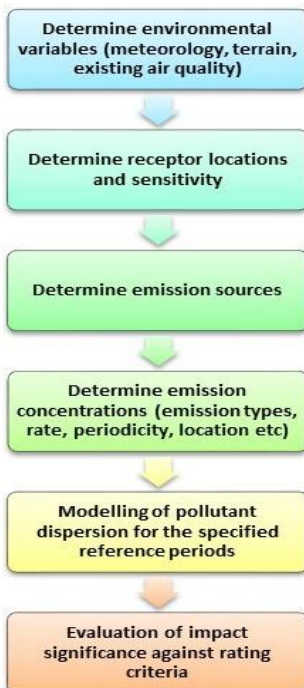 Determine environmental
variables (meteorology, terrain,
existing air quality)
Determine receptor locations
and sensitivity
Determine emission sources
Determine emission
concentrations (emission types,
rate, periodicity, location etc)
Modelling of pollutant
dispersion for the specified
reference periods
Evaluation of impact
significance against rating
criteria